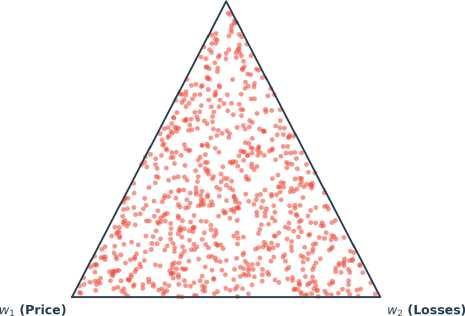 w₁ (Price)
w₂ (Losses)